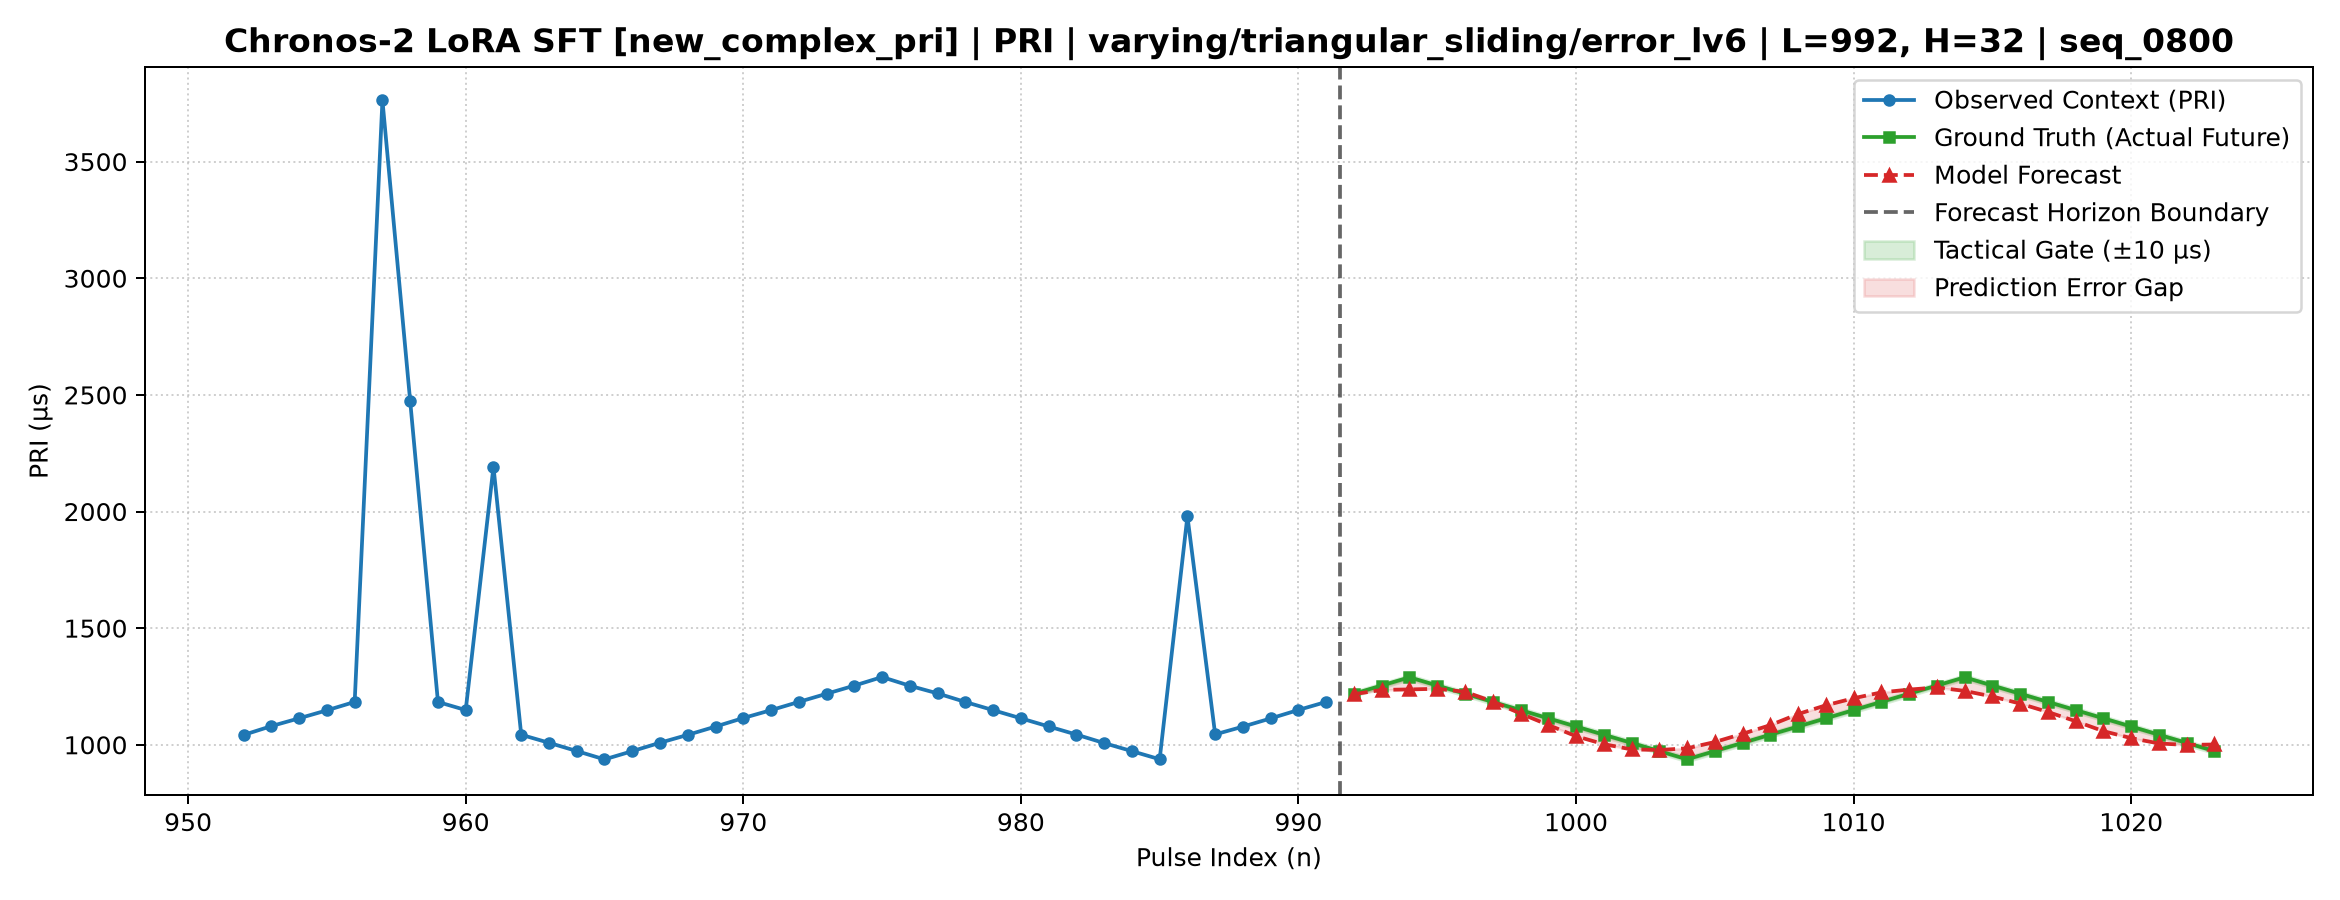 Chronos-2 LoRA SFT [new_complex_pri] | PRI | varying/triangular_sliding/error_lv6 | L=992, H=32 | seq_0800
Observed Context (PRI)
Ground Truth (Actual Future)
Model Forecast
Forecast Horizon Boundary
Tactical Gate (±10 μs)
Prediction Error Gap
PRI (μs)
3500
3000
2500
2000
1500
1000
950 960 970 980 990 1000 1010 1020
Pulse Index (n)